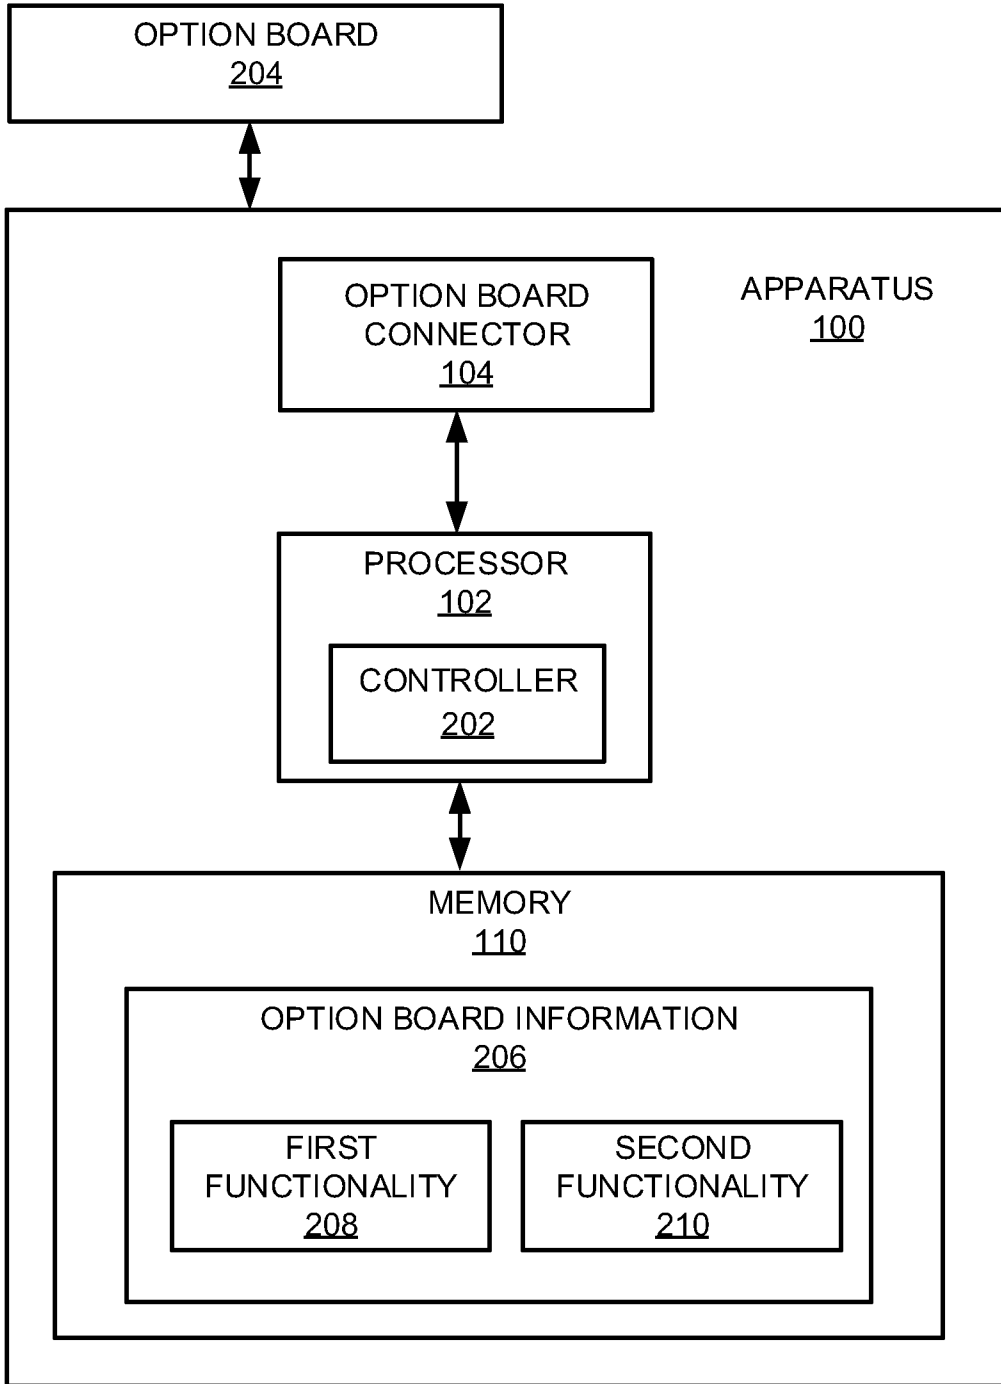 OPTION BOARD
204
OPTION BOARD
CONNECTOR
104
APPARATUS
100
PROCESSOR
102
CONTROLLER
202
MEMORY
110
OPTION BOARD INFORMATION
206
FIRST
FUNCTIONALITY
208
SECOND
FUNCTIONALITY
210